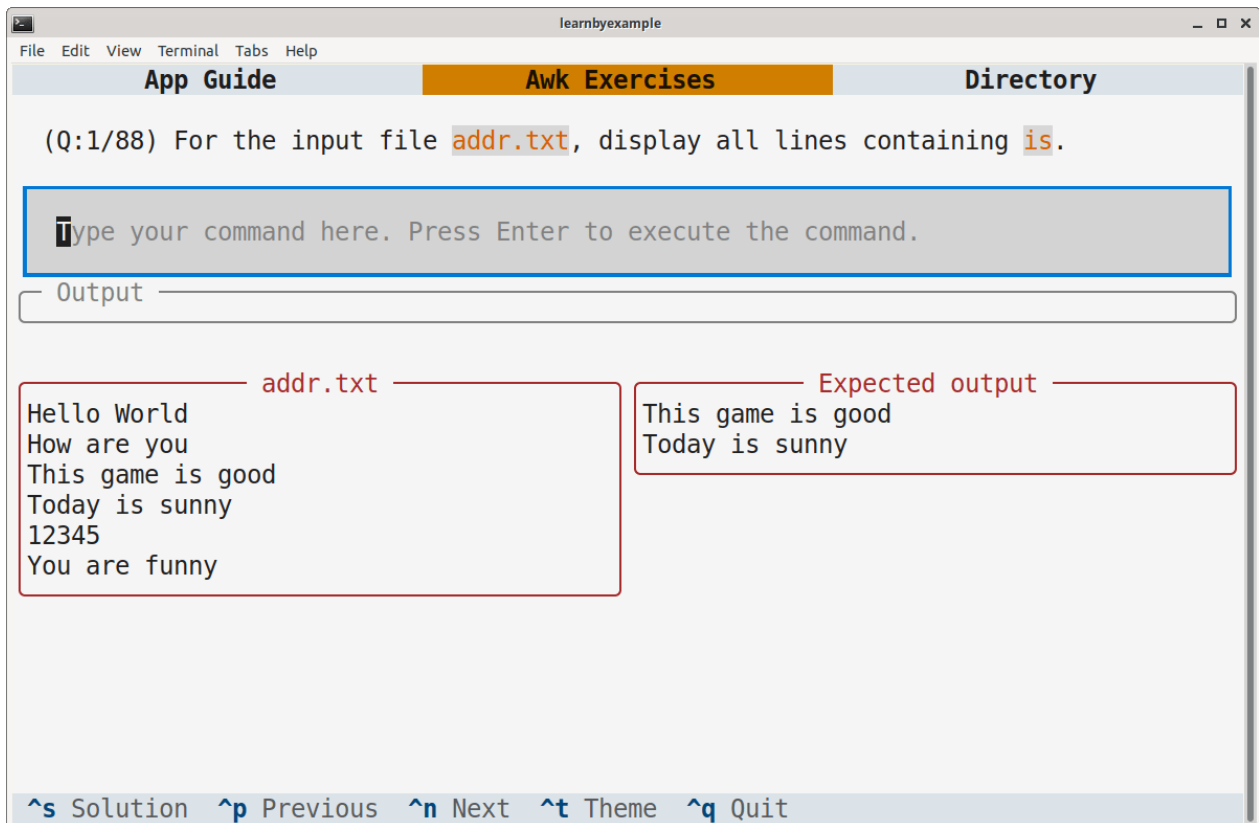 learnbyexample
File Edit View Terminal Tabs Help
App Guide Awk Exercises Directory
(Q:1/88) For the input file addr.txt, display all lines containing is.
Type your command here. Press Enter to execute the command.
Output
addr.txt
Hello World
How are you
This game is good
Today is sunny
12345
You are funny
Expected output
This game is good
Today is sunny
^s Solution ^p Previous ^n Next ^t Theme ^q Quit